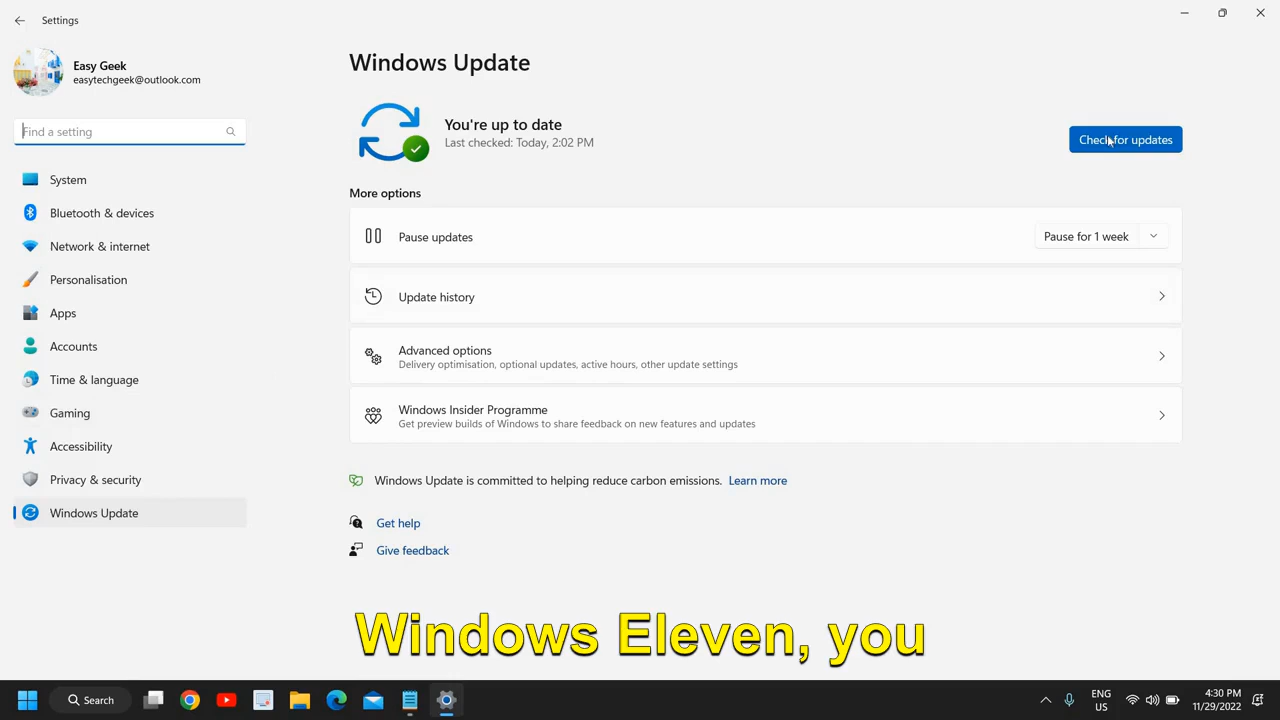 Settings
Easy Geek
easytechgeek@outlook.com
Find a setting
System
Bluetooth & devices
Network & internet
Personalisation
Apps
Accounts
Time & language
Gaming
Accessibility
Privacy & security
Windows Update
Windows Update
You're up to date
Last checked: Today, 2:02 PM
Check for updates
More options
Pause updates
Pause for 1 week
Update history
Advanced options
Delivery optimisation, optional updates, active hours, other update settings
Windows Insider Programme
Get preview builds of Windows to share feedback on new features and updates
Windows Update is committed to helping reduce carbon emissions. Learn more
Get help
Give feedback
Windows Eleven, you
Search
ENG
US
4:30 PM
11/29/2022